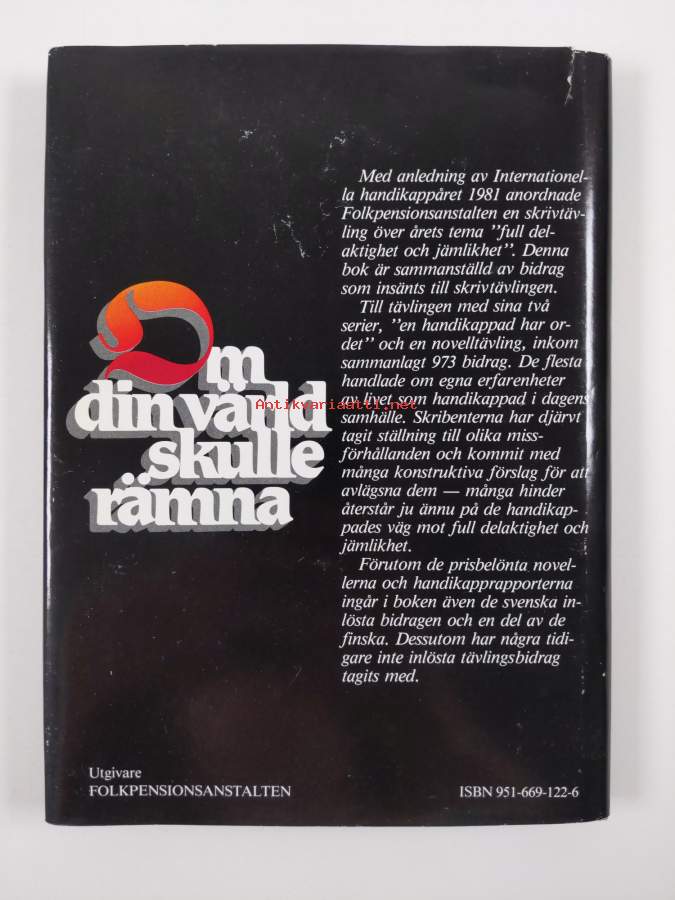 Om
din värld
skulle
rämna
Antikvariaatti.net
Med anledning av Internationel-
la handikappåret 1981 anordnade
Folkpensionsanstalten en skrivtäv-
ling över årets tema ”full del-
aktighet och jämlikhet”. Denna
bok är sammanställd av bidrag
som insänts till skrivtävlingen.
Till tävlingen med sina två
serier, ”en handikappad har or-
det” och en novelltävling, inkom
sammanlagt 973 bidrag. De flesta
handlade om egna erfarenheter
av livet som handikappad i dagens
samhälle. Skribenterna har djärvt
tagit ställning till olika miss-
förhållanden och kommit med
många konstruktiva förslag för att
avlägsna dem — många hinder
återstår ju ännu på de handikap-
pades väg mot full delaktighet och
jämlikhet.
Förutom de prisbelönta novel-
lerna och handikapprapporterna
ingår i boken även de svenska in-
lösta bidragen och en del av de
finska. Dessutom har några tidi-
gare inte inlösta tävlingsbidrag
tagits med.
Utgivare
FOLKPENSIONSANSTALTEN
ISBN 951-669-122-6